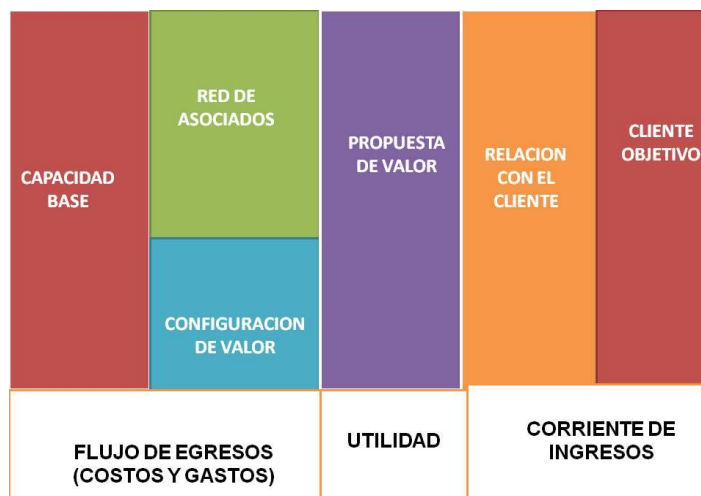 CAPACIDAD
BASE
RED DE
ASOCIADOS
CONFIGURACION
DE VALOR
PROPUESTA
DE VALOR
RELACION
CON EL
CLIENTE
CLIENTE
OBJETIVO
FLUJO DE EGRESOS
(COSTOS Y GASTOS)
UTILIDAD
CORRIENTE DE
INGRESOS